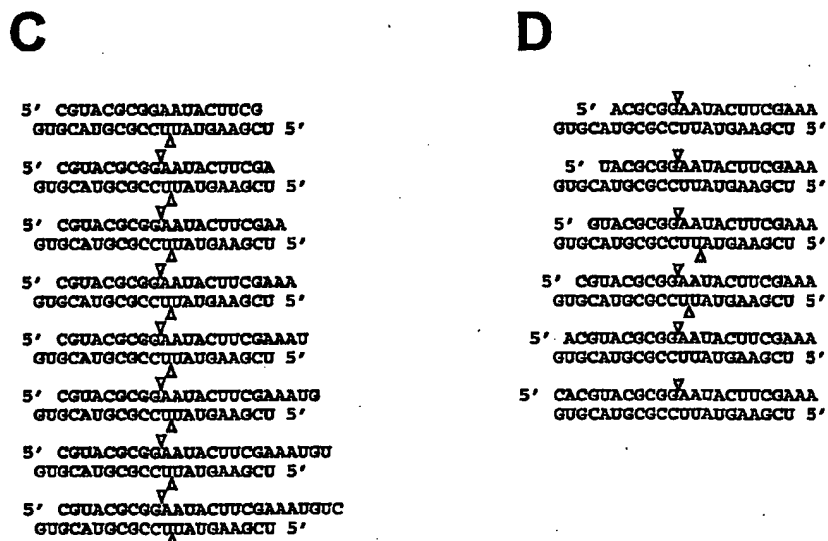 C
5' CGUACGCGGAAUACUUCG
GUGCAUGCGCCUUAUGAAGCU 5'
5' CGUACGCGGAAUACUUCGA
GUGCAUGCGCCUUAUGAAGCU 5'
5' CGUACGCGGAAUACUUCGAA
GUGCAUGCGCCUUAUGAAGCU 5'
5' CGUACGCGGAAUACUUCGAAA
GUGCAUGCGCCUUAUGAAGCU 5'
5' CGUACGCGGAAUACUUCGAAAU
GUGCAUGCGCCUUAUGAAGCU 5'
5' CGUACGCGGAAUACUUCGAAAUG
GUGCAUGCGCCUUAUGAAGCU 5'
5' CGUACGCGGAAUACUUCGAAAUGU
GUGCAUGCGCCUUAUGAAGCU 5'
5' CGUACGCGGAAUACUUCGAAAUGUC
GUGCAUGCGCCUUAUGAAGCU 5'
D
5' ACGCGGAAUACUUCGAAA
GUGCAUGCGCCUUAUGAAGCU 5'
5' UACGCGGAAUACUUCGAAA
GUGCAUGCGCCUUAUGAAGCU 5'
5' GUACGCGGAAUACUUCGAAA
GUGCAUGCGCCUUAUGAAGCU 5'
5' CGUACGCGGAAUACUUCGAAA
GUGCAUGCGCCUUAUGAAGCU 5'
5' ACGUACGCGGAAUACUUCGAAA
GUGCAUGCGCCUUAUGAAGCU 5'
5' CACGUACGCGGAAUACUUCGAAA
GUGCAUGCGCCUUAUGAAGCU 5'